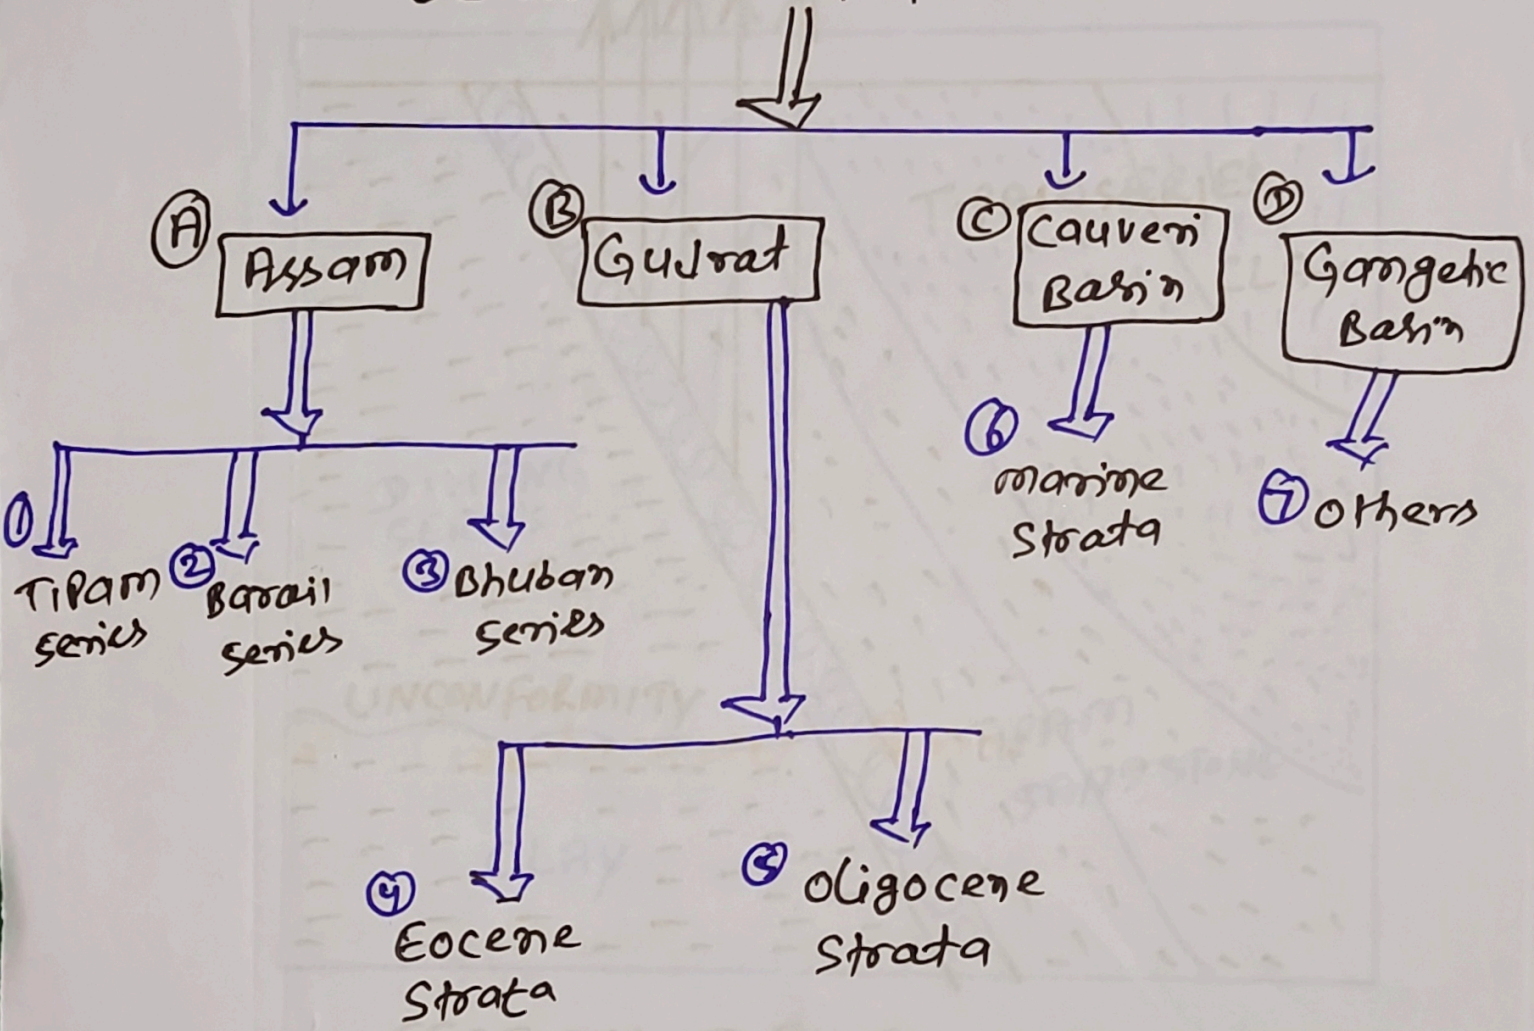 A
Assam
B
Gujrat
C
Cauveri
Basin
D
Gangetic
Basin
1
Tipam
series
2
Barail
series
3
Bhuban
series
6
Marine
Strata
7
others
4
Eocene
Strata
5
Oligocene
Strata
UNCONFORMITY